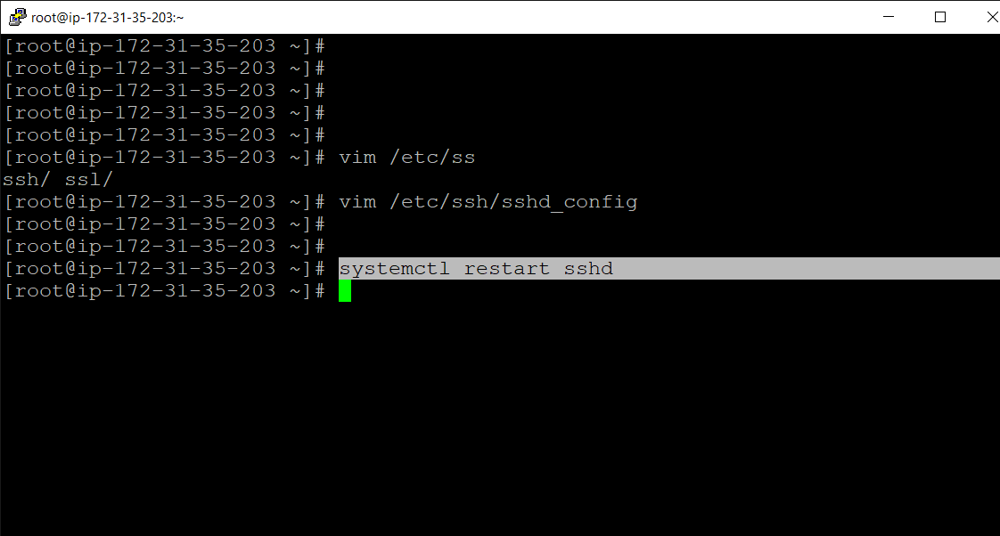 root@ip-172-31-35-203:~
[root@ip-172-31-35-203 ~]#
[root@ip-172-31-35-203 ~]#
[root@ip-172-31-35-203 ~]#
[root@ip-172-31-35-203 ~]#
[root@ip-172-31-35-203 ~]#
[root@ip-172-31-35-203 ~]# vim /etc/ss
ssh/ ssl/
[root@ip-172-31-35-203 ~]# vim /etc/ssh/sshd_config
[root@ip-172-31-35-203 ~]#
[root@ip-172-31-35-203 ~]#
[root@ip-172-31-35-203 ~]# systemctl restart sshd
[root@ip-172-31-35-203 ~]#